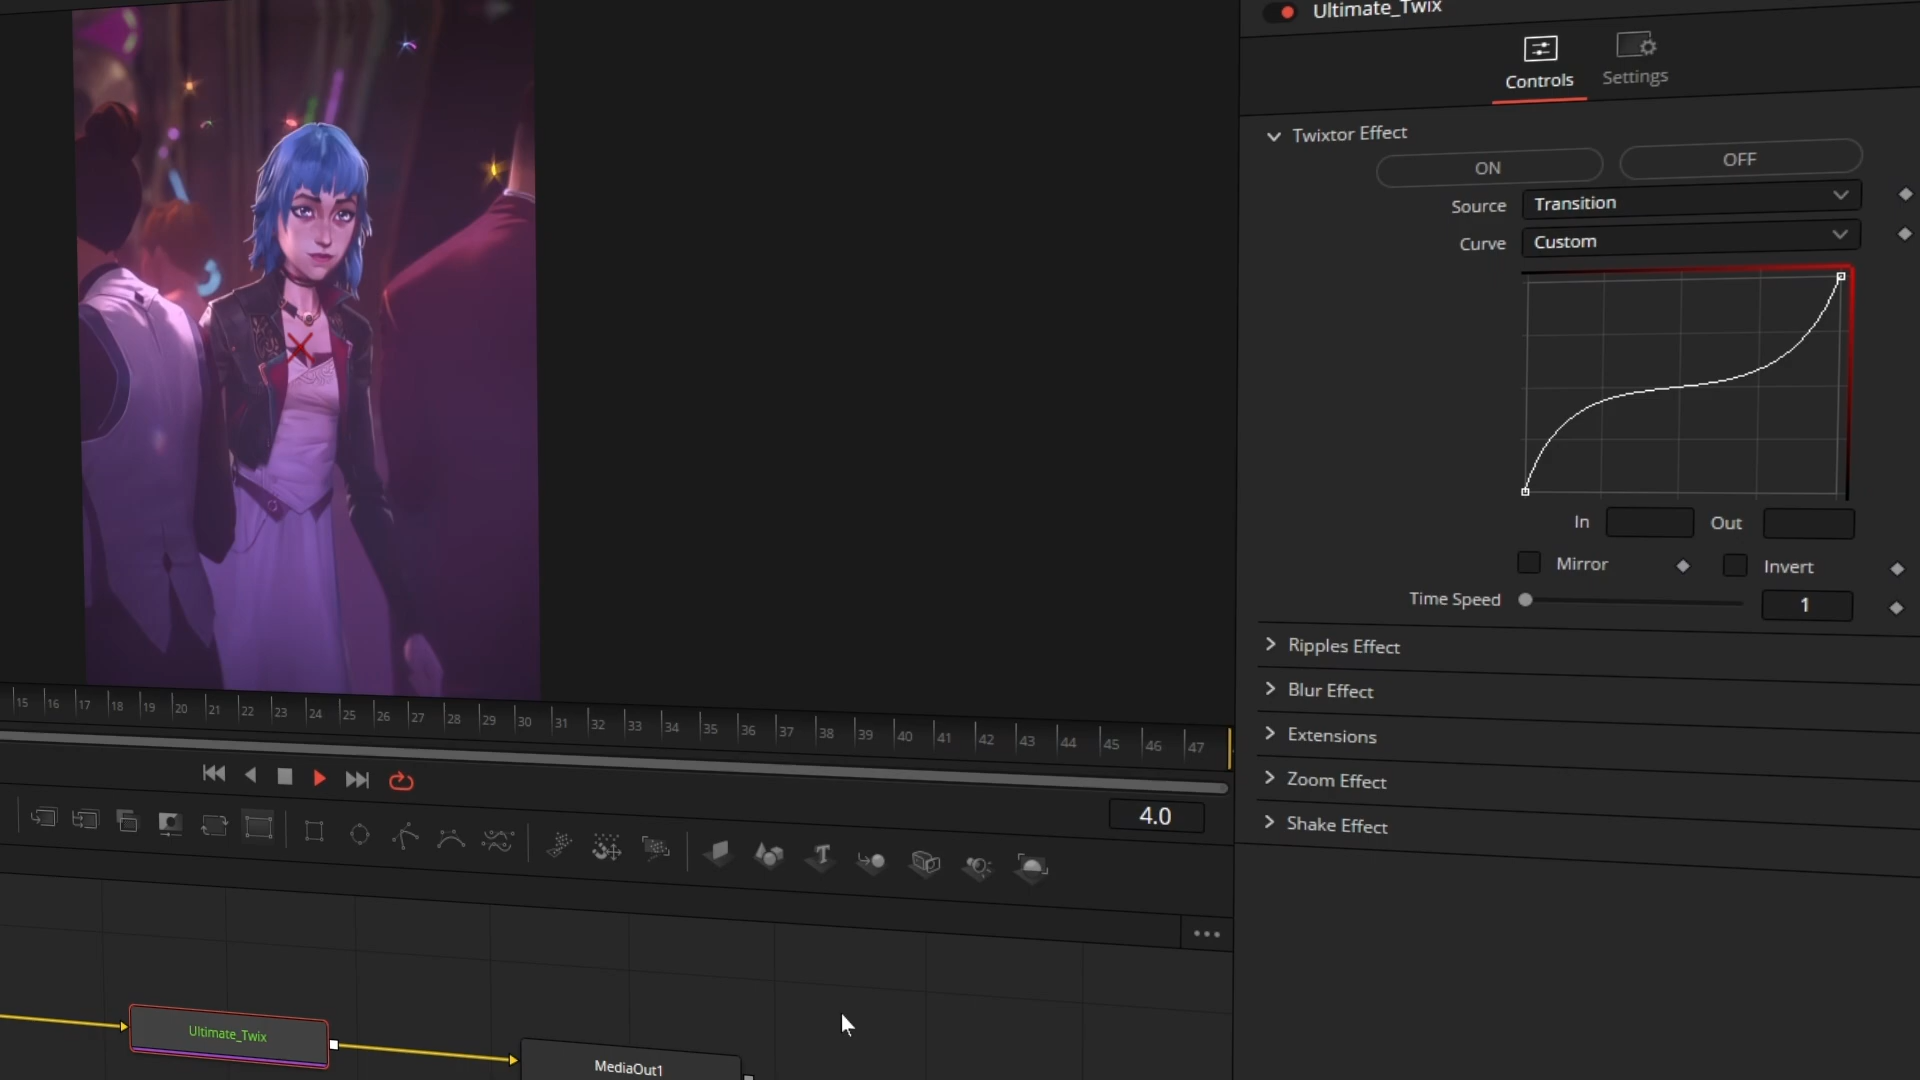 Ultimate_Twix
Controls
Settings
Twixtor Effect
ON
OFF
Source
Transition
Curve
Custom
In
Out
Mirror
Invert
Time Speed
1
Ripples Effect
Blur Effect
Extensions
Zoom Effect
Shake Effect
15 16 17 18 19 20 21 22 23 24 25 26 27 28 29 30 31 32 33 34 35 36 37 38 39 40 41 42 43 44 45 46 47
4.0
T
Ultimate_Twix
MediaOut1